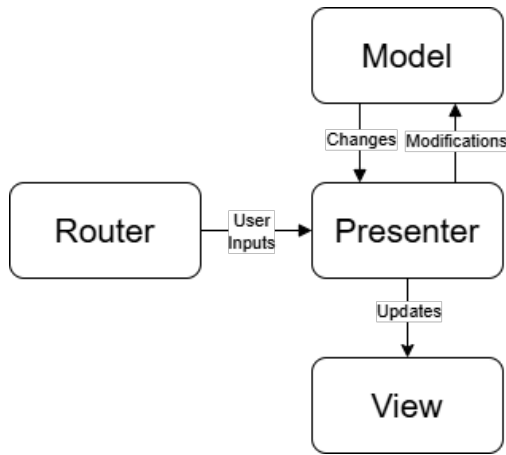 Model
Changes
Modifications
Router
User
Inputs
Presenter
Updates
View